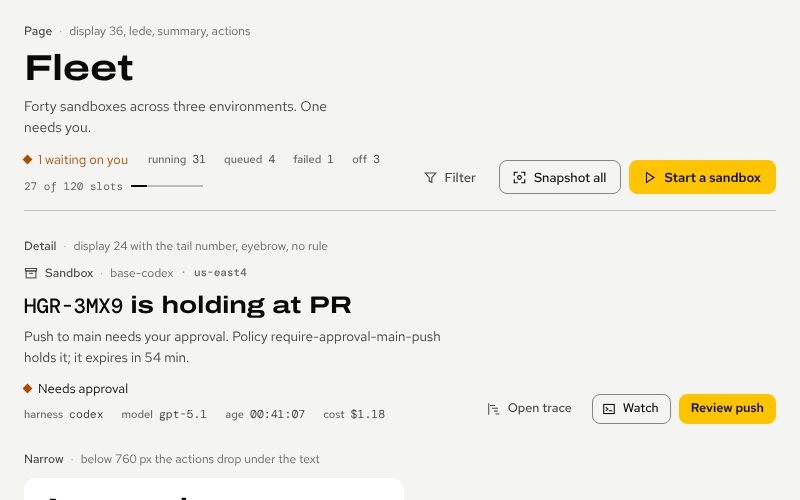 Page · display 36, lede, summary, actions
Fleet
Forty sandboxes across three environments. One
needs you.
1 waiting on you running 31 queued 4 failed 1 off 3
27 of 120 slots
Filter Snapshot all Start a sandbox
Detail · display 24 with the tail number, eyebrow, no rule
Sandbox · base-codex · us-east4
HGR-3MX9 is holding at PR
Push to main needs your approval. Policy require-approval-main-push
holds it; it expires in 54 min.
Needs approval
harness codex model gpt-5.1 age 00:41:07 cost $1.18
Open trace Watch Review push
Narrow · below 760 px the actions drop under the text